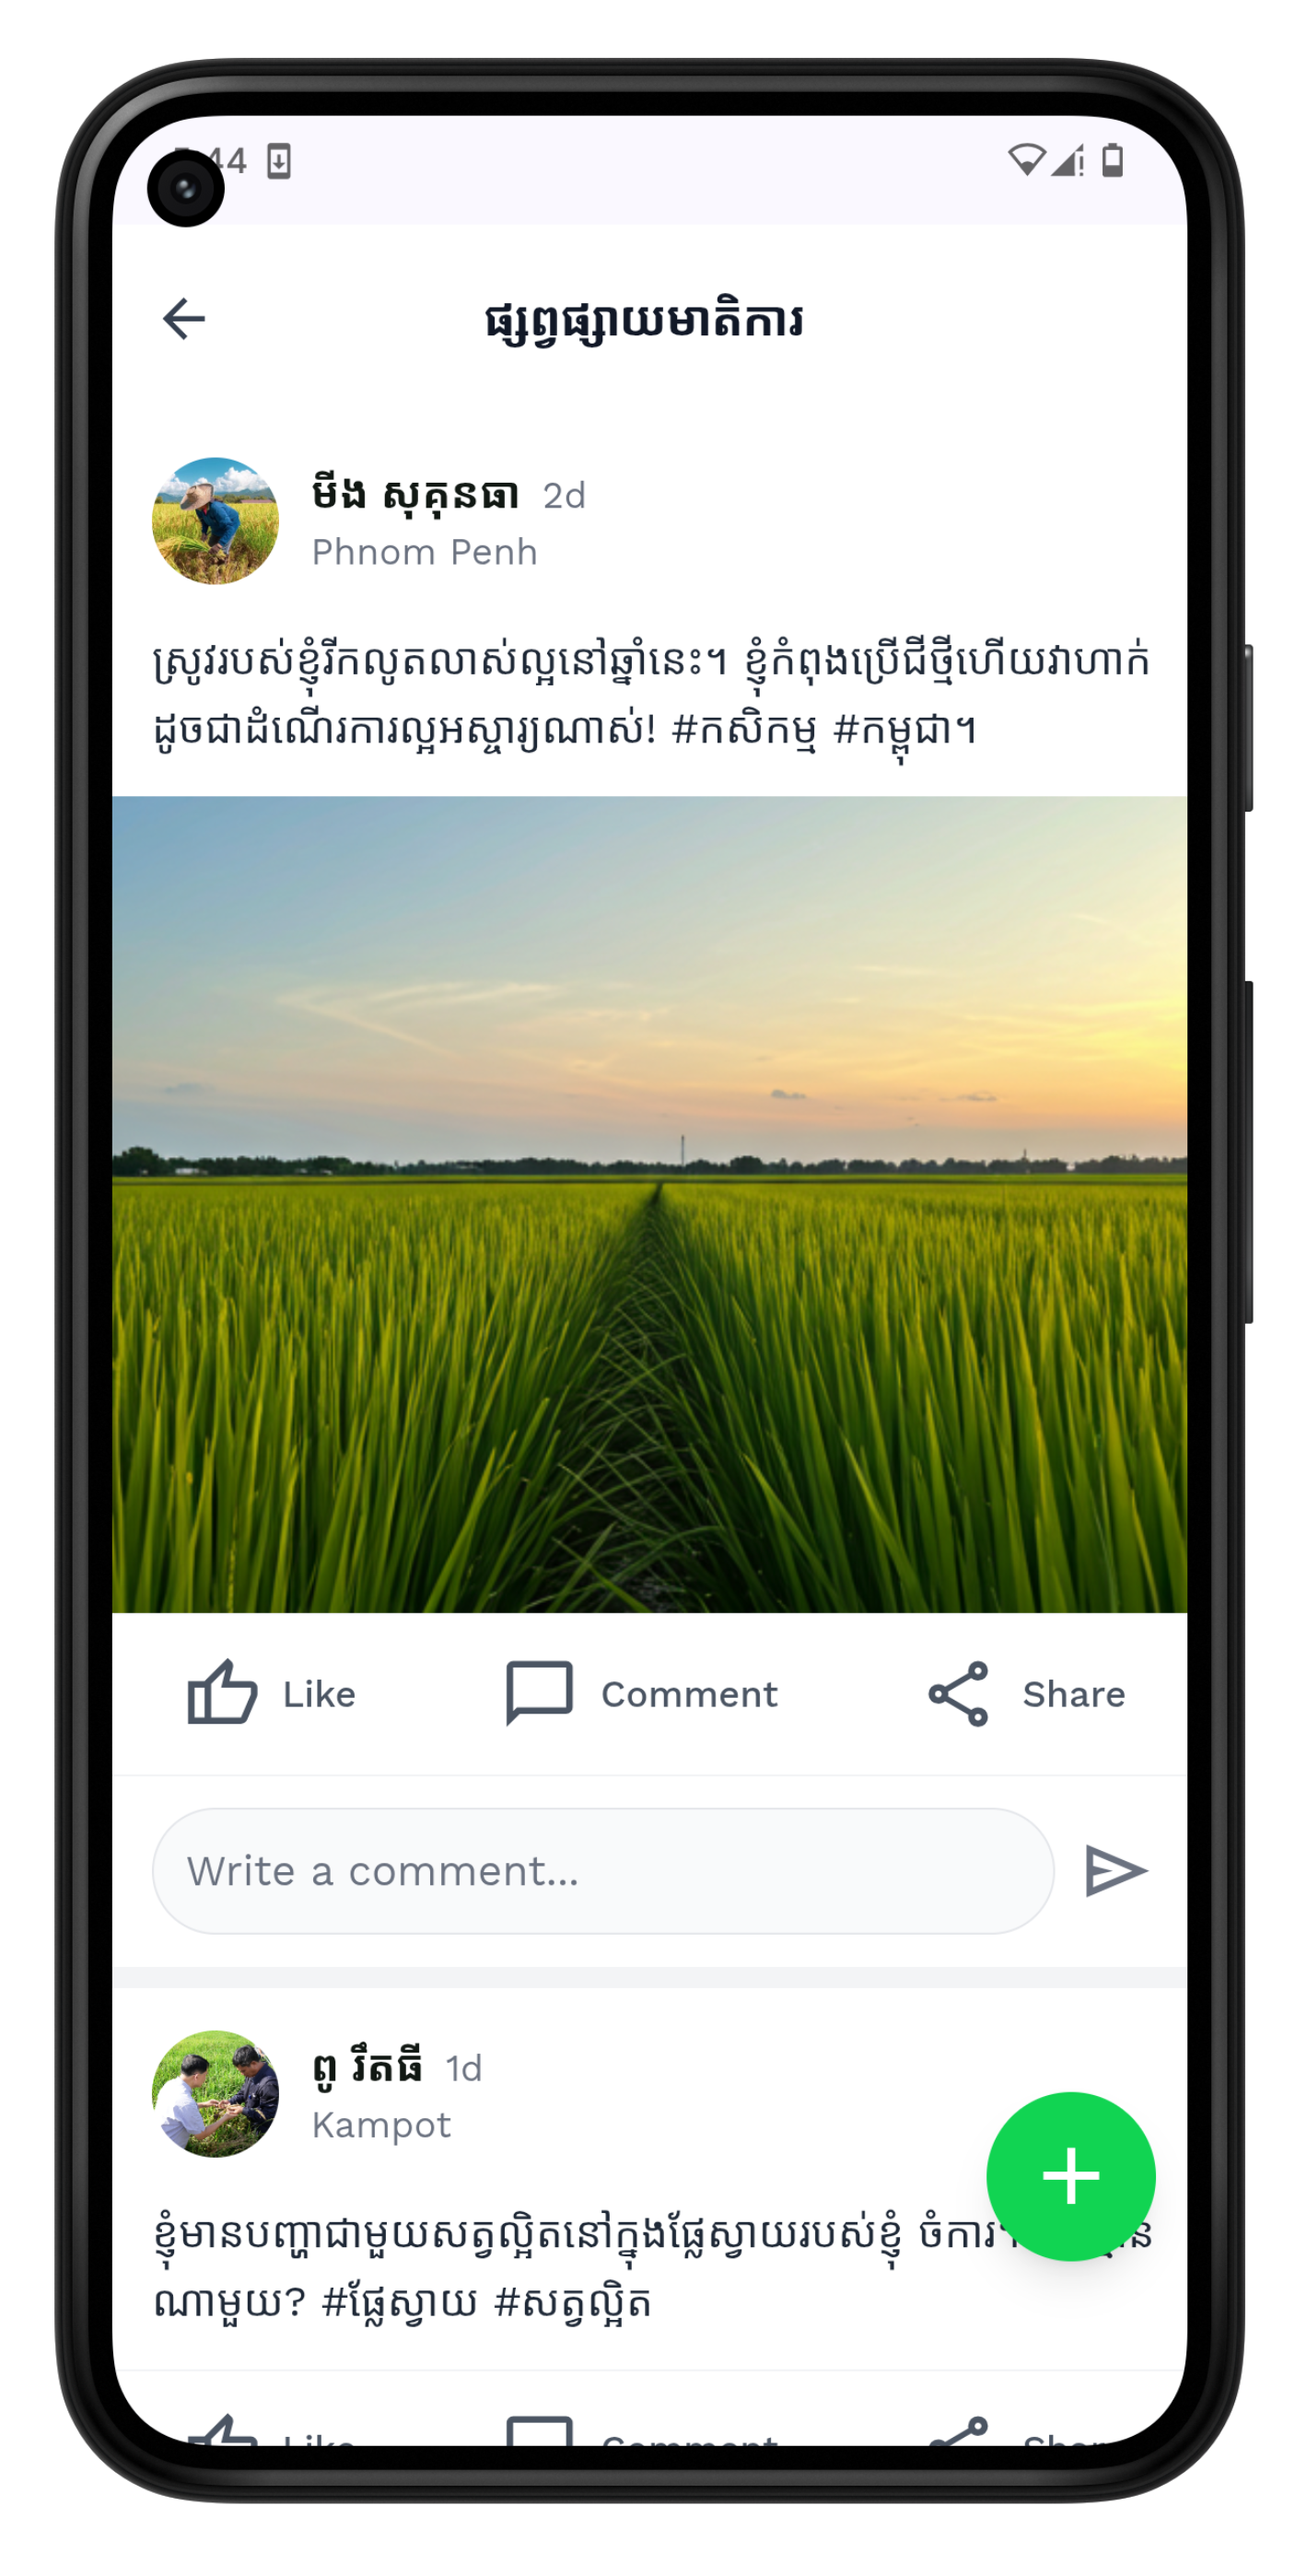 44
ផ្សព្វផ្សាយមាតិការ
មីង សុគុនធា 2d
Phnom Penh
ស្រូវរបស់ខ្ញុំរីកលូតលាស់ល្អនៅឆ្នាំនេះ។ ខ្ញុំកំពុងប្រើជីថ្មីហើយវាហាក់
ដូចជាដំណើរការល្អអស្ចារ្យណាស់! #កសិកម្ម #កម្ពុជា។
Like Comment Share
Write a comment...
ពូ រឹតធី 1d
Kampot
ខ្ញុំមានបញ្ហាជាមួយសត្វល្អិតនៅក្នុងផ្លែស្វាយរបស់ខ្ញុំ ចំការ
ណាមួយ? #ផ្លែស្វាយ #សត្វល្អិត
Like Comment Share